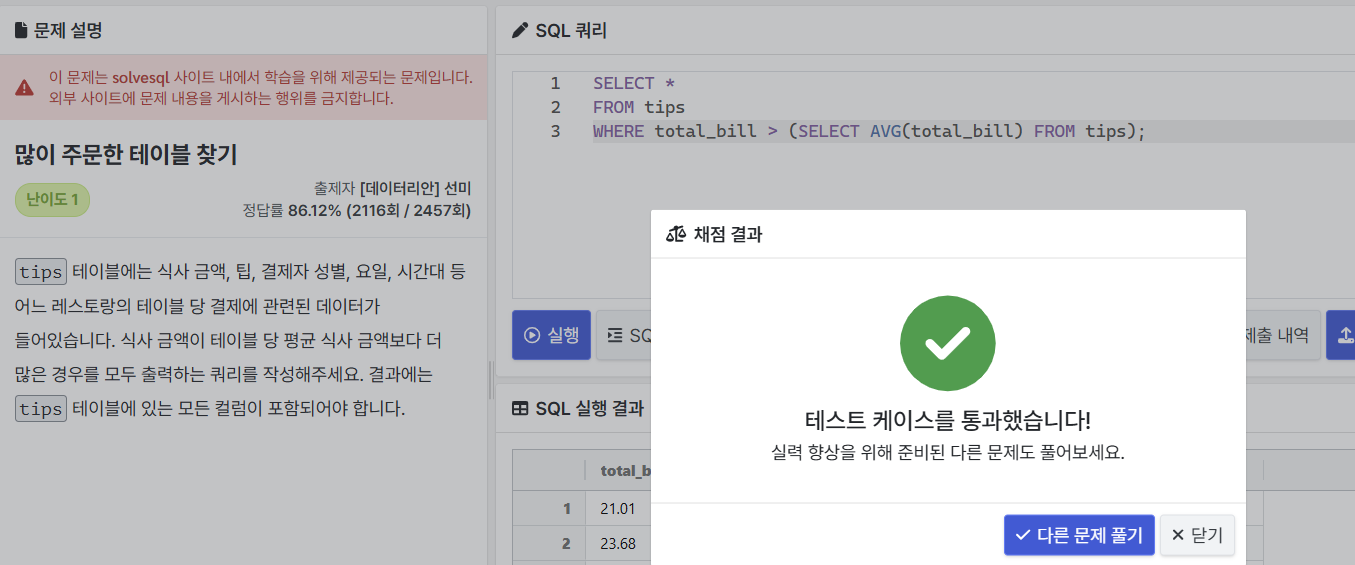 문제 설명
이 문제는 solvesql 사이트 내에서 학습을 위해 제공되는 문제입니다.
외부 사이트에 문제 내용을 게시하는 행위를 금지합니다.
많이 주문한 테이블 찾기
난이도 1
출제자 [데이터리안] 선미
정답률 86.12% (2116회 / 2457회)
tips 테이블에는 식사 금액, 팁, 결제자 성별, 요일, 시간대 등
어느 레스토랑의 테이블 당 결제에 관련된 데이터가
들어있습니다. 식사 금액이 테이블 당 평균 식사 금액보다 더
많은 경우를 모두 출력하는 쿼리를 작성해주세요. 결과에는
tips 테이블에 있는 모든 컬럼이 포함되어야 합니다.
SQL 쿼리
1 SELECT *
2 FROM tips
3 WHERE total_bill > (SELECT AVG(total_bill) FROM tips);
실행
SQ
제출 내역
SQL 실행 결과
total_b
1 21.01
2 23.68
채점 결과
테스트 케이스를 통과했습니다!
실력 향상을 위해 준비된 다른 문제도 풀어보세요.
다른 문제 풀기
닫기